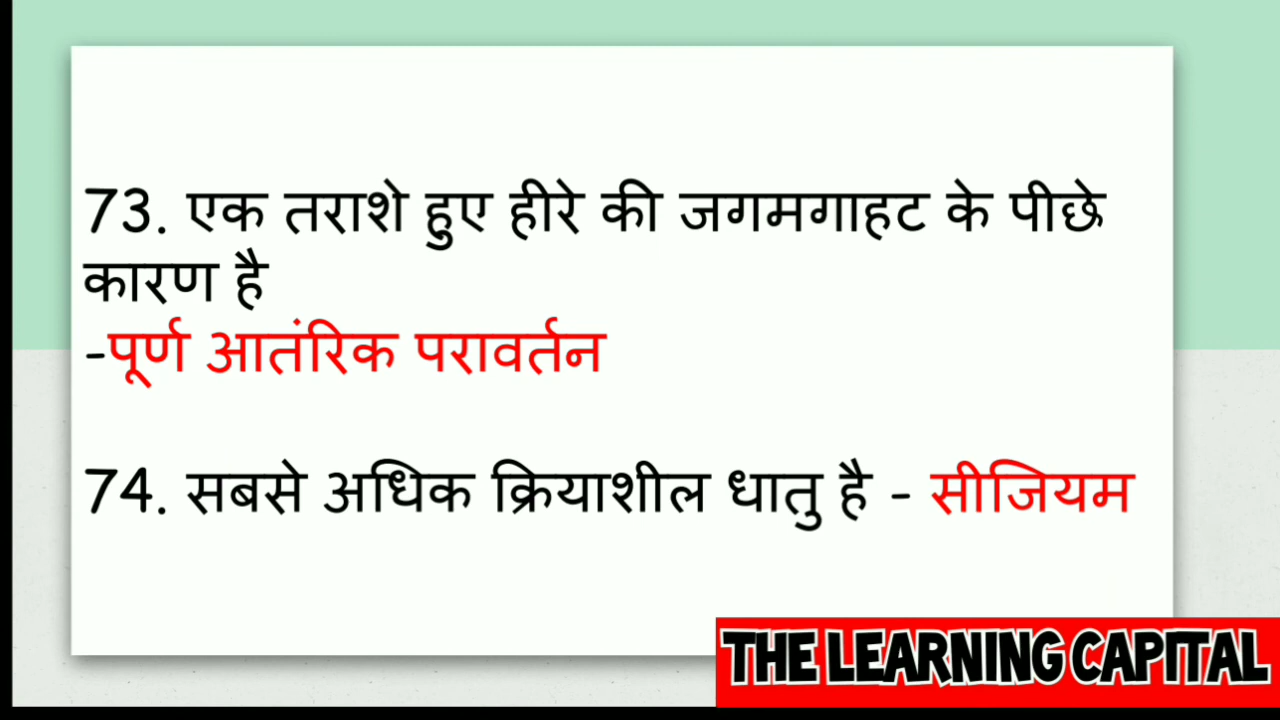 73. एक तराशे हुए हीरे की जगमगाहट के पीछे
कारण है
-पूर्ण आतंरिक परावर्तन
74. सबसे अधिक क्रियाशील धातु है - सीजियम
THE LEARNING CAPITAL